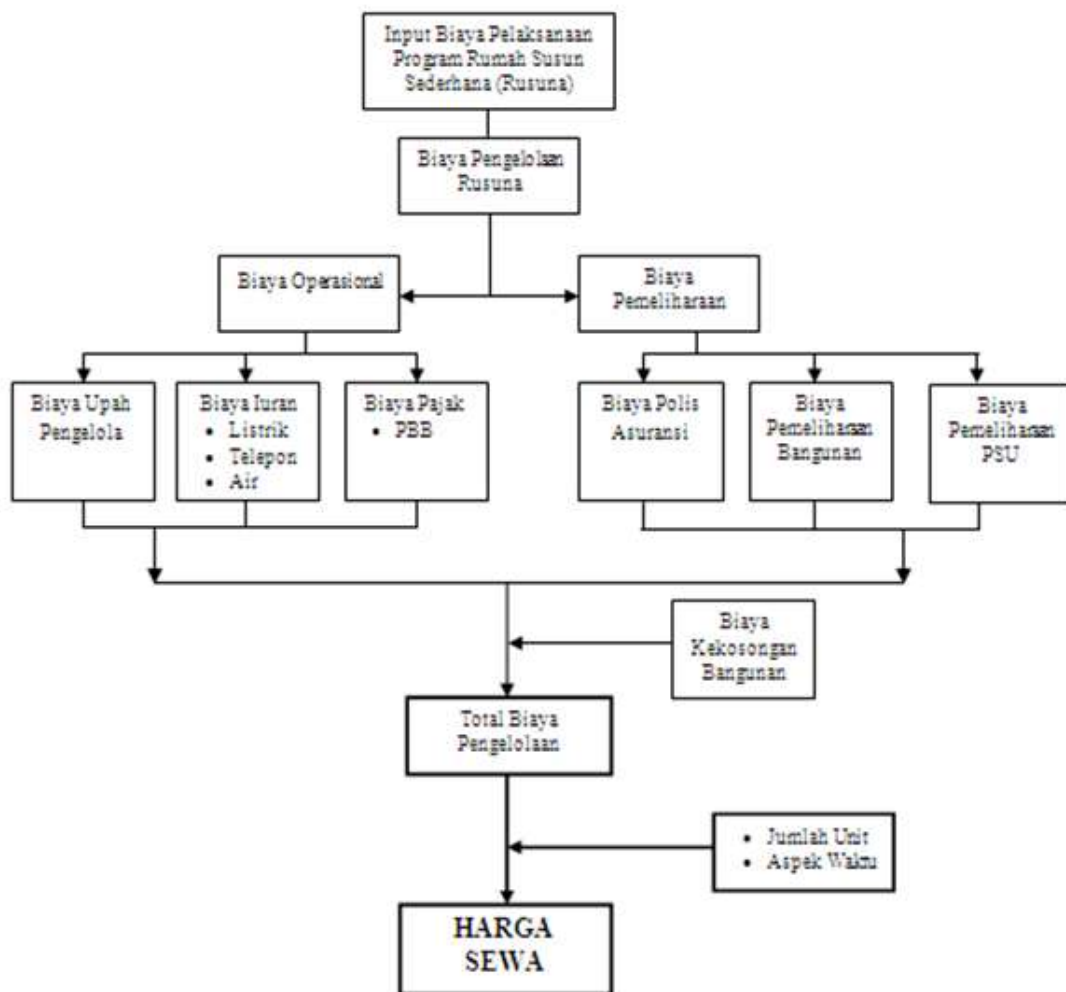 Input Biaya Pelaksanaan
Program Rumah Susun
Sederhana (Rusuna)
Biaya Pengelolaan
Rusuna
Biaya Operasional
Biaya
Pemeliharaan
Biaya Upah
Pengelola
Biaya Iuran
• Listrik
• Telepon
• Air
Biaya Pajak
• PBB
Biaya Polis
Asuransi
Biaya
Pemeliharaan
Bangunan
Biaya
Pemeliharaan
PSU
Biaya
Kekosongan
Bangunan
Total Biaya
Pengelolaan
• Jumlah Unit
• Aspek Waktu
HARGA
SEWA